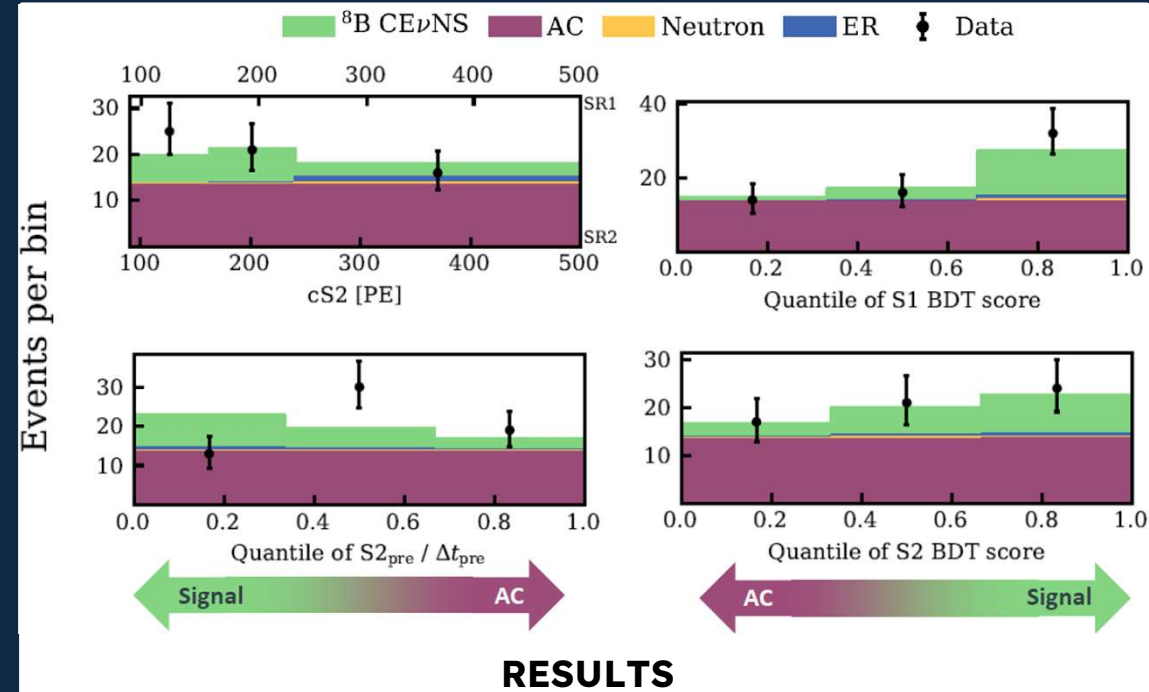 ⁸B CEνNS AC Neutron ER Data
Events per bin
100 200 300 400 500
SR1
30
20
10
SR2
100 200 300 400 500
cS2 [PE]
40
20
0.0 0.2 0.4 0.6 0.8 1.0
Quantile of S1 BDT score
30
20
10
0.0 0.2 0.4 0.6 0.8 1.0
Quantile of S2pre / Δtpre
30
20
10
0.0 0.2 0.4 0.6 0.8 1.0
Quantile of S2 BDT score
Signal AC
AC Signal
RESULTS